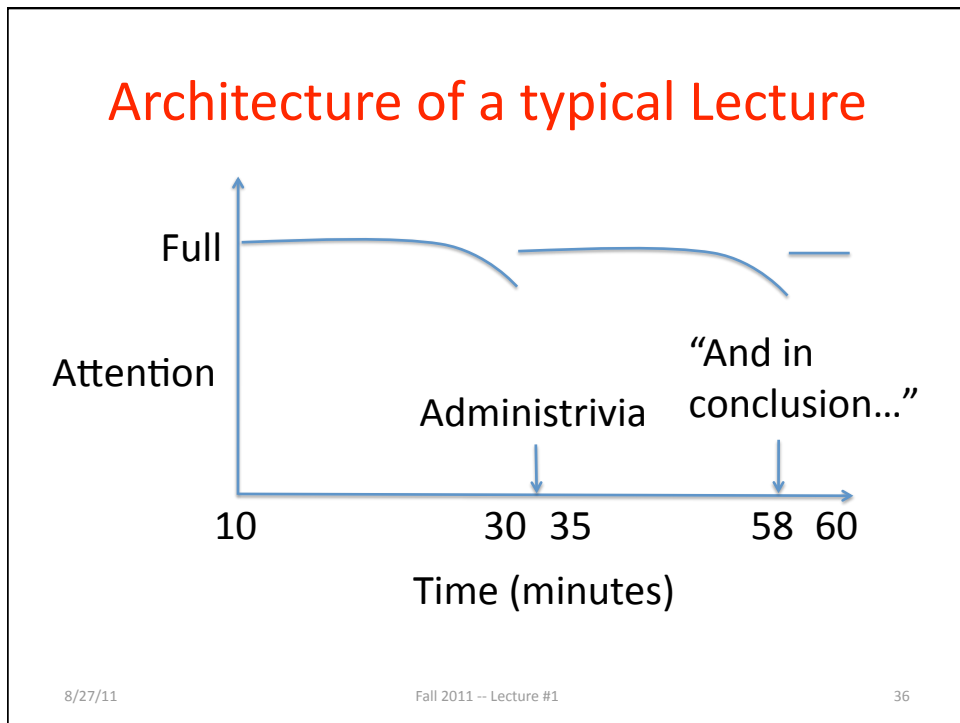 Architecture of a typical Lecture
Full
Attention
Administrivia
“And in
conclusion…”
10 30 35 58 60
Time (minutes)
8/27/11 Fall 2011 -- Lecture #1 36